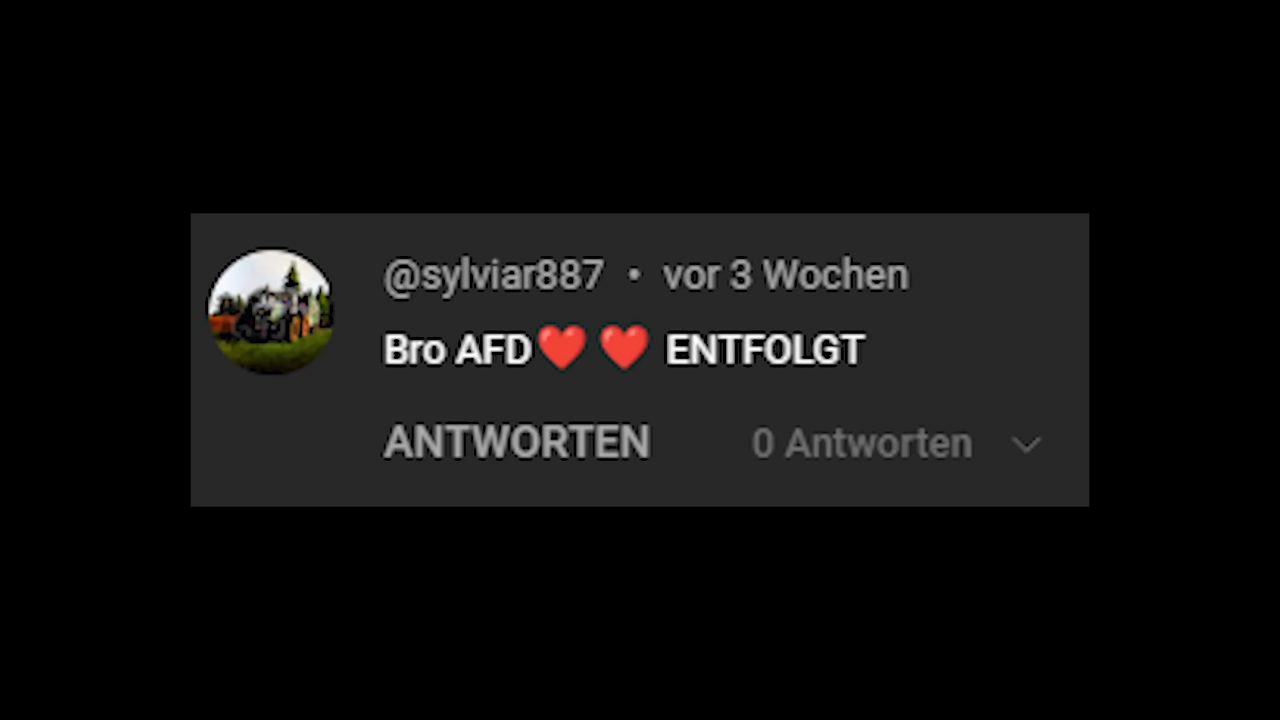 @sylviar887 • vor 3 Wochen
Bro AFD❤️❤️ ENTFOLGT
ANTWORTEN 0 Antworten